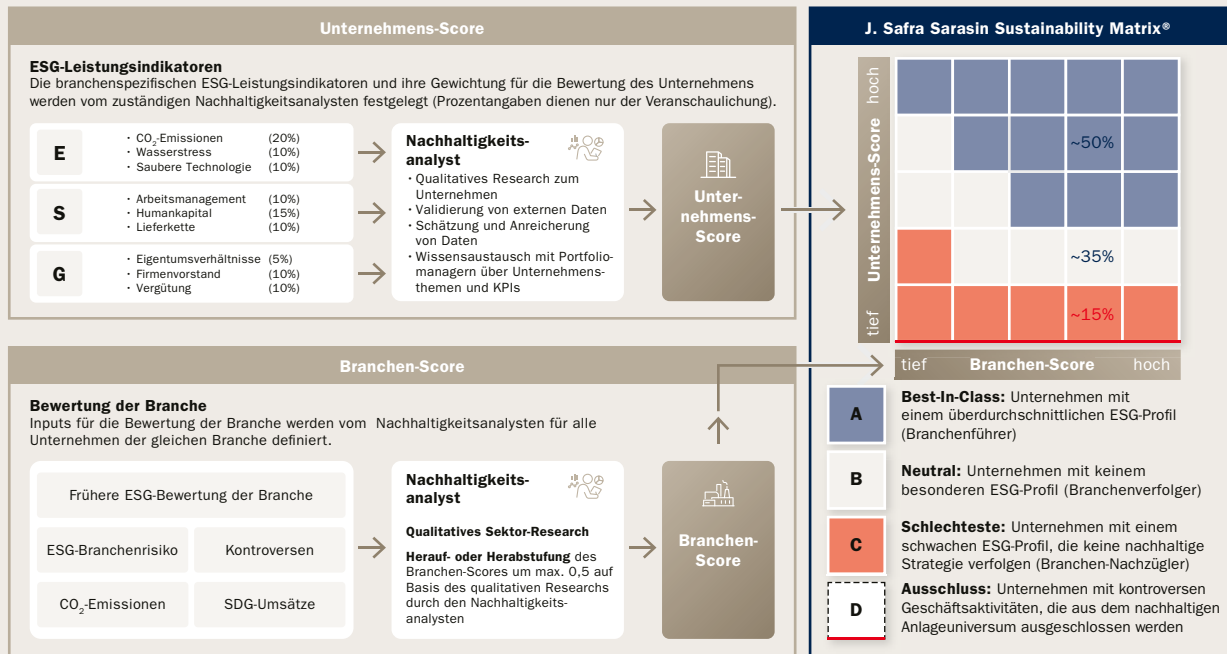 Unternehmens-Score
ESG-Leistungsindikatoren
Die branchenspezifischen ESG-Leistungsindikatoren und ihre Gewichtung für die Bewertung des Unternehmens
werden vom zuständigen Nachhaltigkeitsanalysten festgelegt (Prozentangaben dienen nur der Veranschaulichung).
E
· CO₂-Emissionen (20%)
· Wasserstress (10%)
· Saubere Technologie (10%)
S
· Arbeitsmanagement (10%)
· Humankapital (15%)
· Lieferkette (10%)
G
· Eigentumsverhältnisse (5%)
· Firmenvorstand (10%)
· Vergütung (10%)
Nachhaltigkeits-
analyst
· Qualitatives Research zum
Unternehmen
· Validierung von externen Daten
· Schätzung und Anreicherung
von Daten
· Wissensaustausch mit Portfolio-
managern über Unternehmens-
themen und KPIs
Unter-
nehmens-
Score
Branchen-Score
Bewertung der Branche
Inputs für die Bewertung der Branche werden vom Nachhaltigkeitsanalysten für alle
Unternehmen der gleichen Branche definiert.
Frühere ESG-Bewertung der Branche
ESG-Branchenrisiko
Kontroversen
CO₂-Emissionen
SDG-Umsätze
Nachhaltigkeits-
analyst
Qualitatives Sektor-Research
Herauf- oder Herabstufung des
Branchen-Scores um max. 0,5 auf
Basis des qualitativen Researchs
durch den Nachhaltigkeits-
analysten
Branchen-
Score
J. Safra Sarasin Sustainability Matrix®
hoch
Unternehmens-Score
tief
~50%
~35%
~15%
tief Branchen-Score hoch
A
Best-In-Class: Unternehmen mit
einem überdurchschnittlichen ESG-Profil
(Branchenführer)
B
Neutral: Unternehmen mit keinem
besonderen ESG-Profil (Branchenverfolger)
C
Schlechteste: Unternehmen mit einem
schwachen ESG-Profil, die keine nachhaltige
Strategie verfolgen (Branchen-Nachzügler)
D
Ausschluss: Unternehmen mit kontroversen
Geschäftsaktivitäten, die aus dem nachhaltigen
Anlageuniversum ausgeschlossen werden